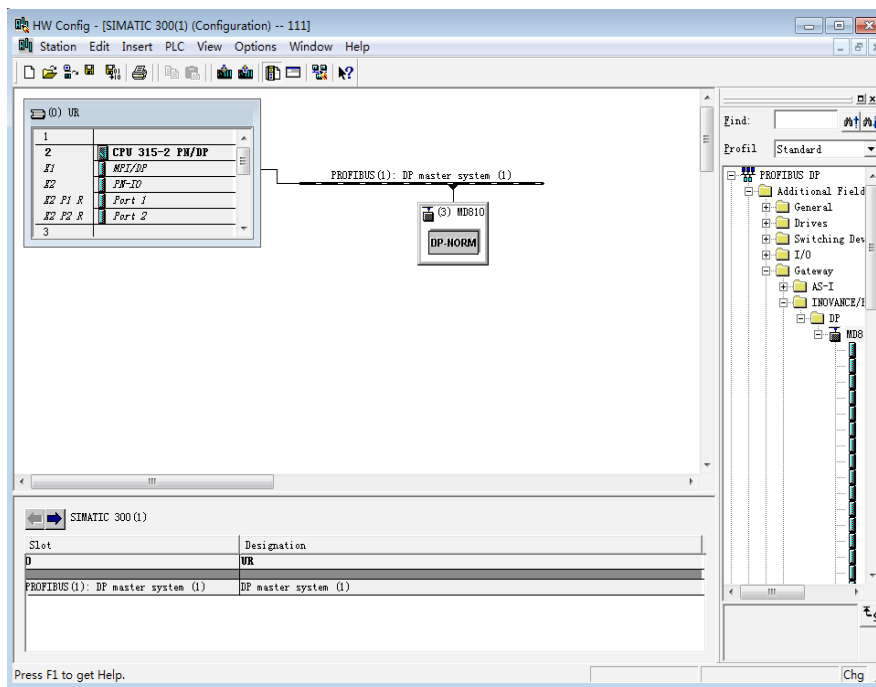 HW Config - [SIMATIC 300(1) (Configuration) -- 111]
Station Edit Insert PLC View Options Window Help
(0) UR
1
2 CPU 315-2 PN/DP
X1 MPI/DP
X2 PN-IO
X2 P1 R Port 1
X2 P2 R Port 2
3
PROFIBUS(1): DP master system (1)
(3) MD810
DP-NORM
Find:
Profil Standard
PROFIBUS DP
Additional Field
General
Drives
Switching Dev
I/O
Gateway
AS-I
INOVANCE/
DP
MD8
SIMATIC 300(1)
Slot Designation
0 UR
PROFIBUS(1): DP master system (1) DP master system (1)
Press F1 to get Help.
Chg